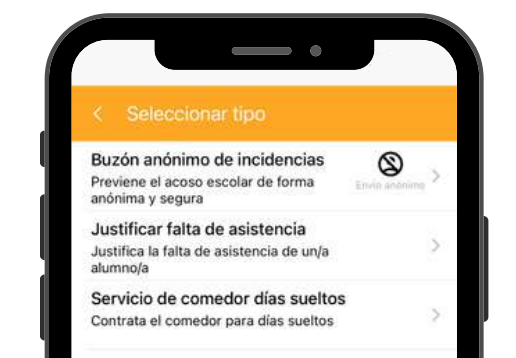 Seleccionar tipo
Buzón anónimo de incidencias
Previene el acoso escolar de forma
anónima y segura
Envío anónimo
Justificar falta de asistencia
Justifica la falta de asistencia de un/a
alumno/a
Servicio de comedor días sueltos
Contrata el comedor para días sueltos